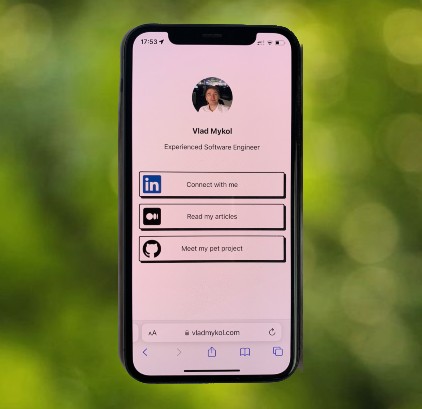 17:53
Vlad Mykol
Experienced Software Engineer
in
Connect with me
Read my articles
Meet my pet project
AA
vladmykol.com